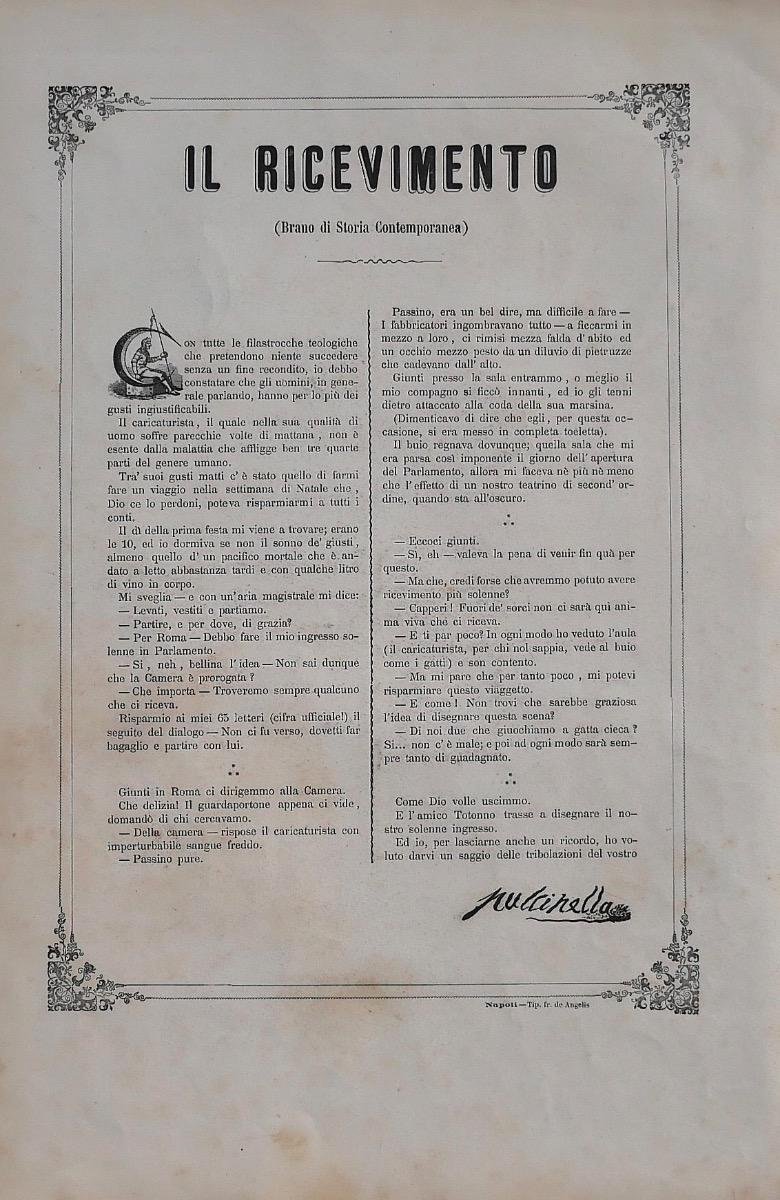 IL RICEVIMENTO
(Brano di Storia Contemporanea)
CON tutte le filastrocche teologiche
che pretendono niente succedere
senza un fine recondito, io debbo
constatare che gli uomini, in gene-
rale parlando, hanno per lo più dei
gusti ingiustificabili.
Il caricaturista, il quale nella sua qualità di
uomo soffre parecchie volte di mattana, non è
esente dalla malattia che affligge ben tre quarte
parti del genere umano.
Tra' suoi gusti matti c' è stato quello di farmi
fare un viaggio nella settimana di Natale che,
Dio ce lo perdoni, poteva risparmiarmi a tutti i
conti.
Il dì della prima festa mi viene a trovare; erano
le 10, ed io dormiva se non il sonno de' giusti,
almeno quello d' un pacifico mortale che è an-
dato a letto abbastanza tardi e con qualche litro
di vino in corpo.
Mi sveglia — e con un'aria magistrale mi dice:
— Levati, vestiti e partiamo.
— Partire, e per dove, di grazia?
— Per Roma — Debbo fare il mio ingresso so-
lenne in Parlamento.
— Si, neh, bellina l' idea — Non sai dunque
che la Camera è prorogata?
— Che importa — Troveremo sempre qualcuno
che ci riceva.
Risparmio ai miei 65 letteri (cifra ufficiale!) il
seguito del dialogo — Non ci fu verso, dovetti far
bagaglio e partire con lui.
Giunti in Roma ci dirigemmo alla Camera.
Che delizia! Il guardaportone appena ci vide,
domandò di chi cercavamo.
— Della camera — rispose il caricaturista con
imperturbabile sangue freddo.
— Passino pure.
Passino, era un bel dire, ma difficile a fare —
I fabbricatori ingombravano tutto — a ficcarmi in
mezzo a loro, ci rimisi mezza falda d' abito ed
un occhio mezzo pesto da un diluvio di pietruzze
che cadevano dall' alto.
Giunti presso la sala entrammo, o meglio il
mio compagno si ficcò innanti, ed io gli tenni
dietro attaccato alla coda della sua marsina.
(Dimenticavo di dire che egli, per questa oc-
casione, si era messo in completa toeletta).
Il buio regnava dovunque; quella sala che mi
era parsa così imponente il giorno dell' apertura
del Parlamento, allora mi faceva nè più nè meno
che l' effetto di un nostro teatrino di second' or-
dine, quando sta all'oscuro.
— Eccoci giunti.
— Sì, eh — valeva la pena di venir fin quà per
questo.
— Ma che, credi forse che avremmo potuto avere
ricevimento più solenne?
— Capperi! Fuori de' sorci non ci sarà qui ani-
ma viva che ci riceva.
— E ti par poco? In ogni modo ho veduto l'aula
(il caricaturista, per chi nol sappia, vede al buio
come i gatti) e son contento.
— Ma mi pare che per tanto poco, mi potevi
risparmiare questo viaggetto.
— E come! Non trovi che sarebbe graziosa
l'idea di disegnare questa scena?
— Di noi due che giuochiamo a gatta cieca?
Si... non c' è male; e poi ad ogni modo sarà sem-
pre tanto di guadagnato.
Come Dio volle uscimmo.
E l' amico Totonno trasse a disegnare il no-
stro solenne ingresso.
Ed io, per lasciarne anche un ricordo, ho vo-
luto darvi un saggio delle tribolazioni del vostro
Pulcinella
Napoli—Tip. fr. de Angelis